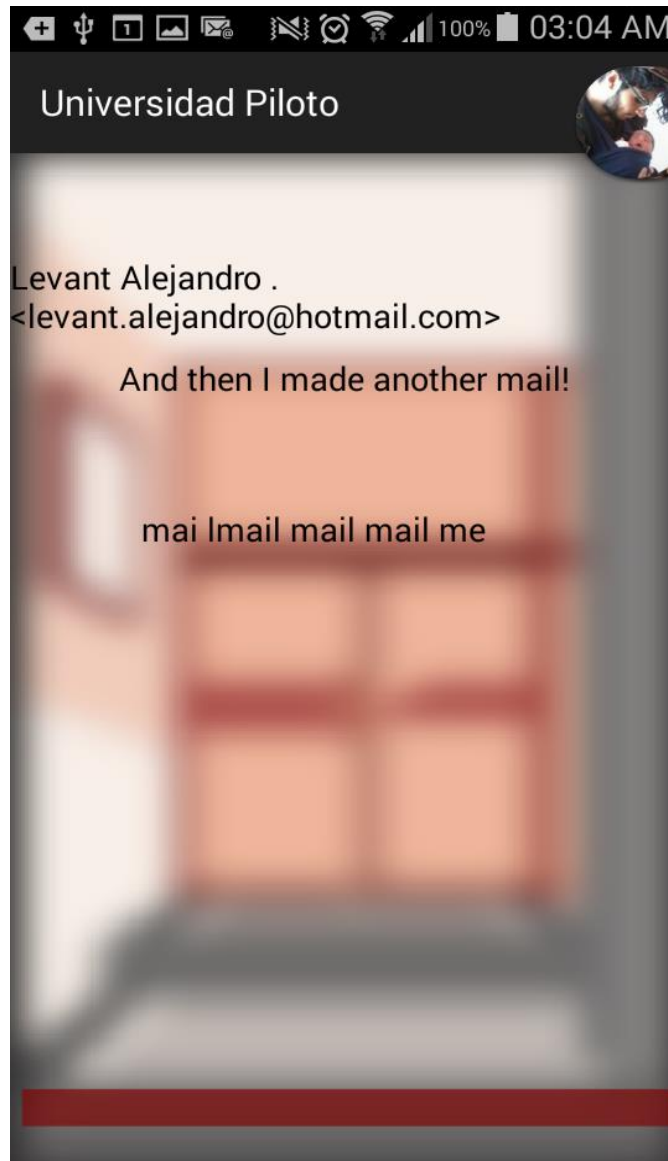 1
@
100%
03:04 AM
Universidad Piloto
Levant Alejandro .
<levant.alejandro@hotmail.com>
And then I made another mail!
mai lmail mail mail me